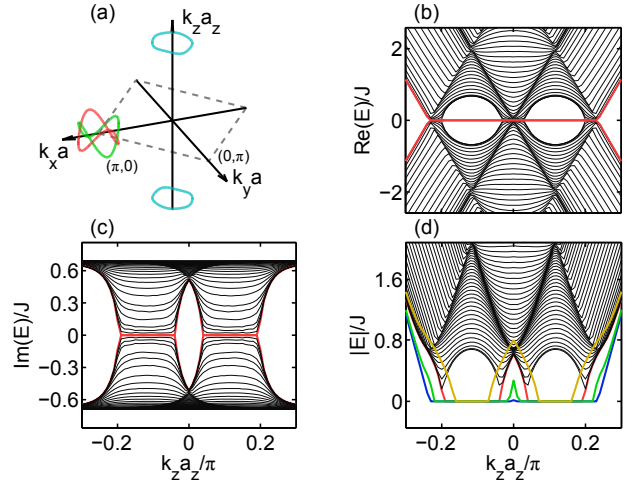 (a)
k_z a_z
k_x a
(π,0)
(0,π)
k_y a
(b)
Re(E)/J
2
0
−2
(c)
Im(E)/J
0.6
0.3
0
−0.3
−0.6
−0.2
0
0.2
k_z a_z/π
(d)
|E|/J
1.6
0.8
0
−0.2
0
0.2
k_z a_z/π